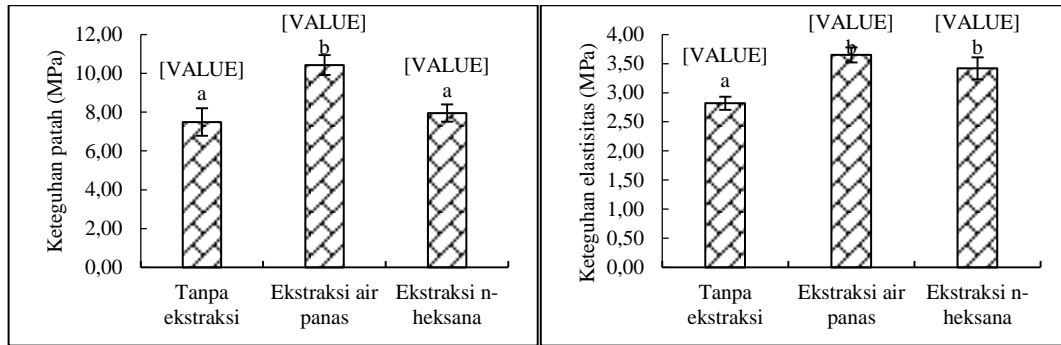 Keteguhan patah (MPa)
12,00
10,00
8,00
6,00
4,00
2,00
0,00
[VALUE]
a
[VALUE]
b
[VALUE]
a
Tanpa
ekstraksi
Ekstraksi air
panas
Ekstraksi n-
heksana
Keteguhan elastisitas (MPa)
4,00
3,50
3,00
2,50
2,00
1,50
1,00
0,50
0,00
[VALUE]
a
[VALUE]
b
[VALUE]
b
Tanpa
ekstraksi
Ekstraksi air
panas
Ekstraksi n-
heksana